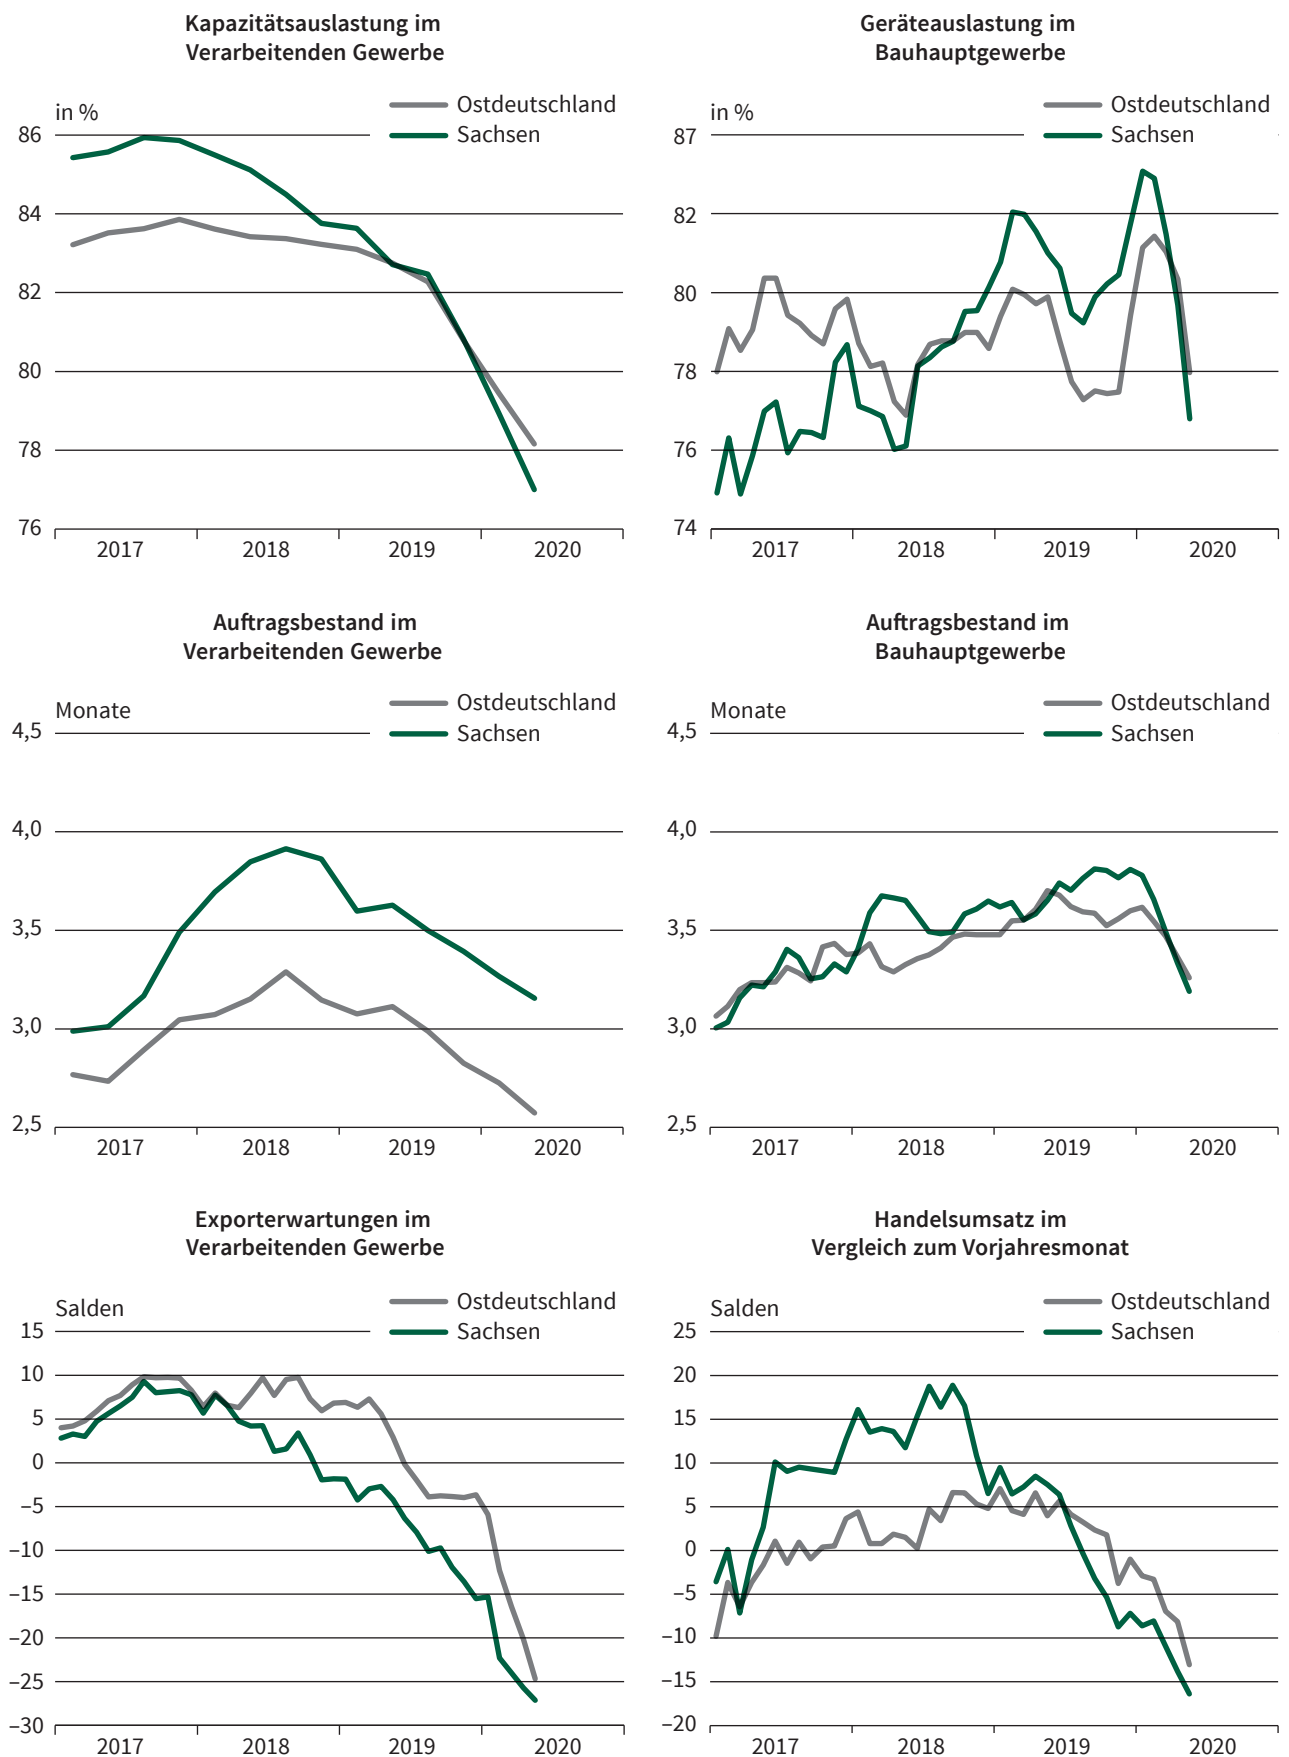 Kapazitätsauslastung im
Verarbeitenden Gewerbe
in %
Ostdeutschland
Sachsen
86
84
82
80
78
76
2017
2018
2019
2020
Geräteauslastung im
Bauhauptgewerbe
in %
Ostdeutschland
Sachsen
87
82
80
78
76
74
2017
2018
2019
2020
Auftragsbestand im
Verarbeitenden Gewerbe
Monate
Ostdeutschland
Sachsen
4,5
4,0
3,5
3,0
2,5
2017
2018
2019
2020
Auftragsbestand im
Bauhauptgewerbe
Monate
Ostdeutschland
Sachsen
4,5
4,0
3,5
3,0
2,5
2017
2018
2019
2020
Exporterwartungen im
Verarbeitenden Gewerbe
Salden
Ostdeutschland
Sachsen
15
10
5
0
–5
–10
–15
–20
–25
–30
2017
2018
2019
2020
Handelsumsatz im
Vergleich zum Vorjahresmonat
Salden
Ostdeutschland
Sachsen
25
20
15
10
5
0
–5
–10
–15
–20
2017
2018
2019
2020